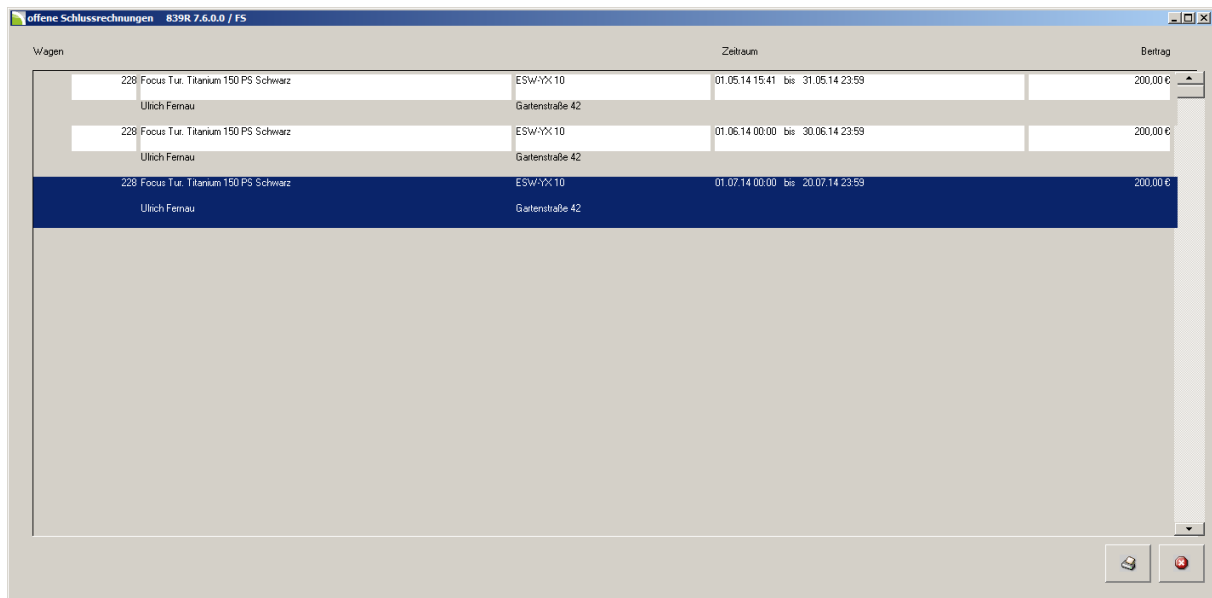 offene Schlussrechnungen 839R 7.6.0.0 / F5
Wagen Zeitraum Bertrag
228 Focus Tur. Titanium 150 PS Schwarz ESW-YX 10 01.05.14 15:41 bis 31.05.14 23:59 200,00 €
Ulrich Fernau Gartenstraße 42
228 Focus Tur. Titanium 150 PS Schwarz ESW-YX 10 01.06.14 00:00 bis 30.06.14 23:59 200,00 €
Ulrich Fernau Gartenstraße 42
228 Focus Tur. Titanium 150 PS Schwarz ESW-YX 10 01.07.14 00:00 bis 20.07.14 23:59 200,00 €
Ulrich Fernau Gartenstraße 42